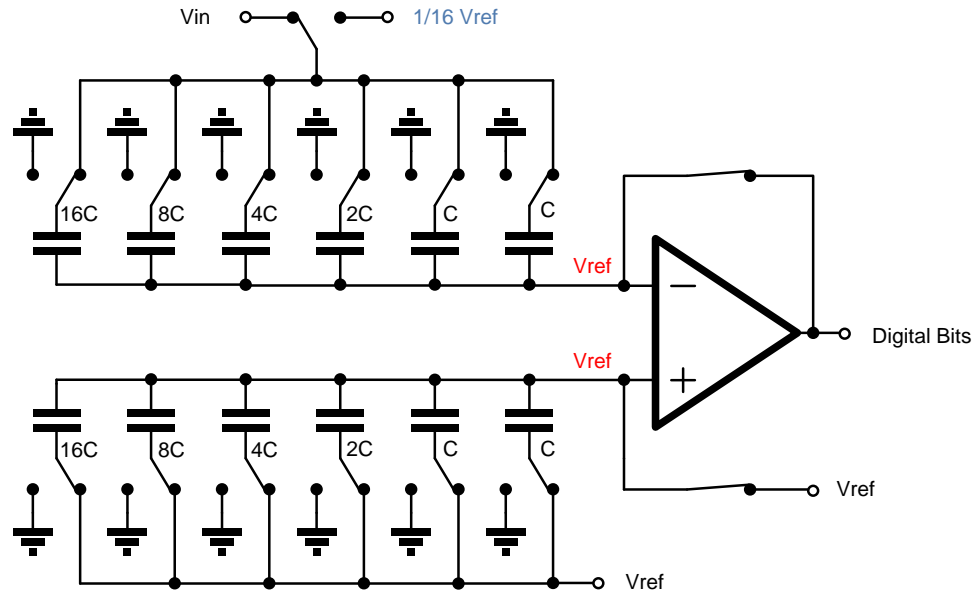 Vin
1/16 Vref
16C 8C 4C 2C C C
Vref
Digital Bits
Vref
16C 8C 4C 2C C C
Vref
Vref